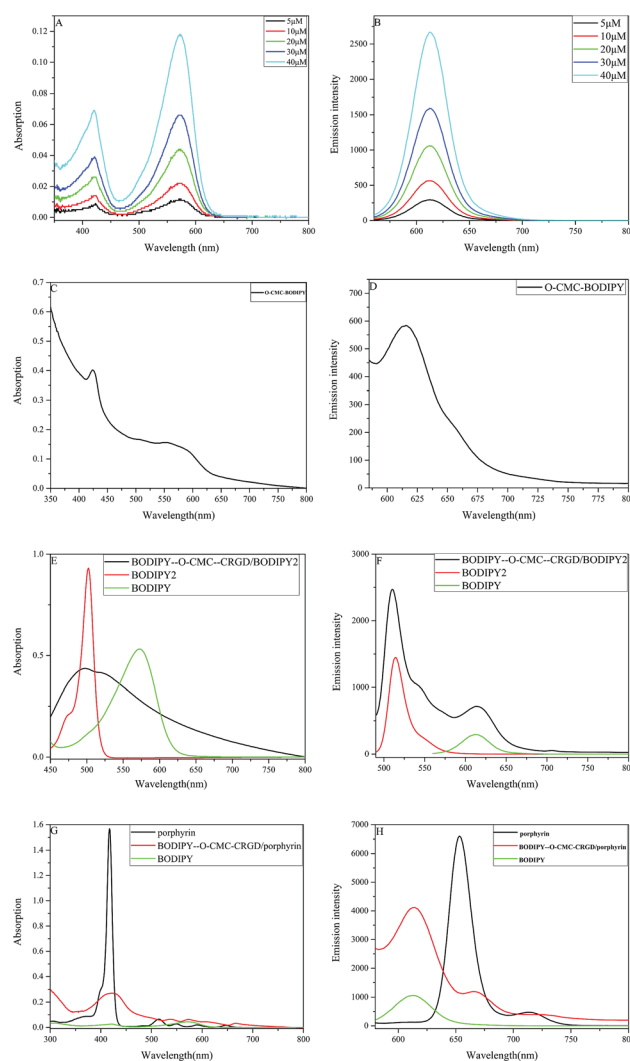 A
5μM
10μM
20μM
30μM
40μM
Absorption
0.12
0.10
0.08
0.06
0.04
0.02
0.00
400 500 600 700 800
Wavelength (nm)
B
5μM
10μM
20μM
30μM
40μM
Emission intensity
2500
2000
1500
1000
500
0
600 650 700 750 800
Wavelength (nm)
C
O-CMC-BODIPY
Absorption
0.7
0.6
0.5
0.4
0.3
0.2
0.1
0.0
350 400 450 500 550 600 650 700 750 800
Wavelength(nm)
D
O-CMC-BODIPY
Emission intensity
700
600
500
400
300
200
100
0
600 625 650 675 700 725 750 775 800
Wavelength(nm)
E
BODIPY--O-CMC--CRGD/BODIPY2
BODIPY2
BODIPY
Absorption
1.0
0.5
0.0
450 500 550 600 650 700 750 800
Wavelength(nm)
F
BODIPY--O-CMC--CRGD/BODIPY2
BODIPY2
BODIPY
Emission intensity
3000
2000
1000
0
500 550 600 650 700 750 800
Wavelength(nm)
G
porphyrin
BODIPY--O-CMC-CRGD/porphyrin
BODIPY
Absorption
1.6
1.4
1.2
1.0
0.8
0.6
0.4
0.2
0.0
300 400 500 600 700 800
Wavelength(nm)
H
porphyrin
BODIPY--O-CMC-CRGD/porphyrin
BODIPY
Emission intensity
7000
6000
5000
4000
3000
2000
1000
0
600 650 700 750 800
Wavelength(nm)